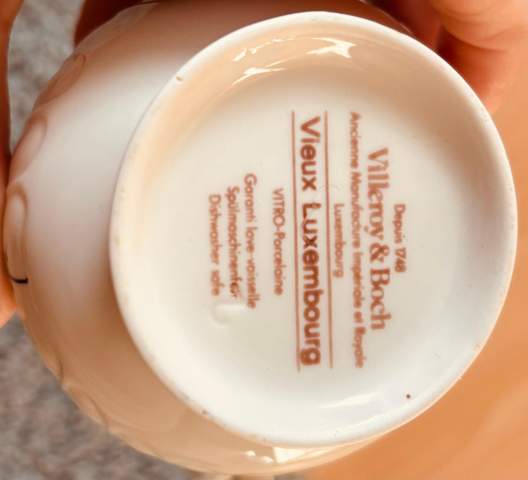 Depuis 1748
Villeroy & Boch
Ancienne Manufacture Impériale et Royale
Luxembourg
Vieux Luxembourg
VITRO-Porcelaine
Garanti lave-vaisselle
Spülmaschinenfest
Dishwasher safe